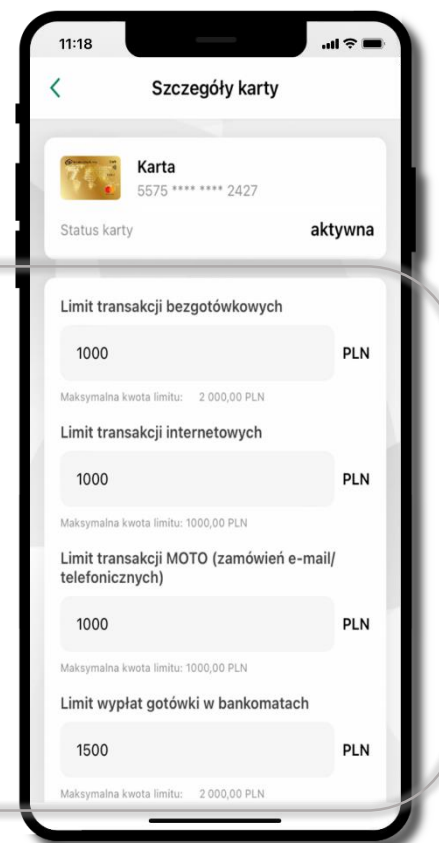 11:18
Szczegóły karty
Karta
5575 **** **** 2427
Status karty aktywna
Limit transakcji bezgotówkowych
1000 PLN
Maksymalna kwota limitu: 2 000,00 PLN
Limit transakcji internetowych
1000 PLN
Maksymalna kwota limitu: 1000,00 PLN
Limit transakcji MOTO (zamówień e-mail/
telefonicznych)
1000 PLN
Maksymalna kwota limitu: 1000,00 PLN
Limit wypłat gotówki w bankomatach
1500 PLN
Maksymalna kwota limitu: 2 000,00 PLN